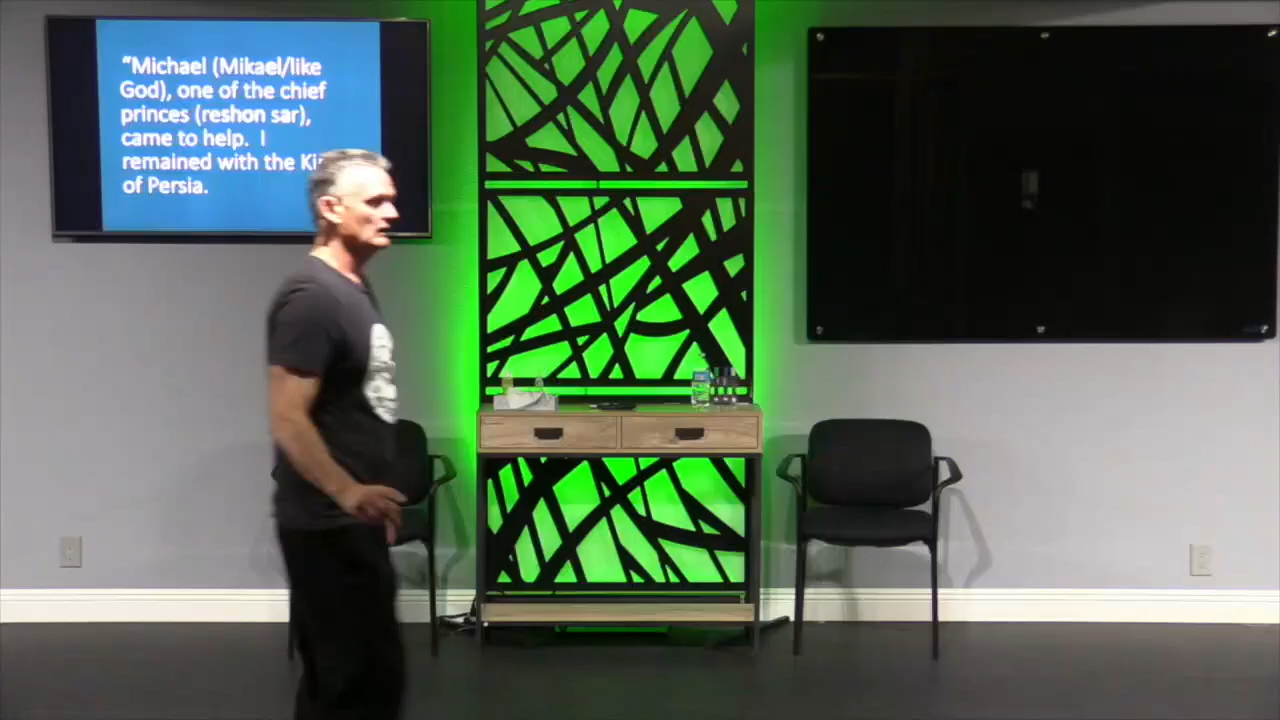 "Michael (Mikael/like
God), one of the chief
princes (reshon sar),
came to help. I
remained with the
of Persia.